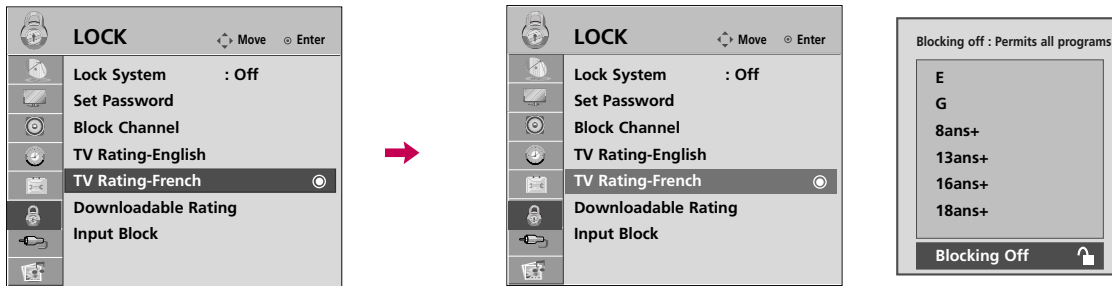 LOCK Move Enter
Lock System : Off
Set Password
Block Channel
TV Rating-English
TV Rating-French
Downloadable Rating
Input Block
LOCK Move Enter
Lock System : Off
Set Password
Block Channel
TV Rating-English
TV Rating-French
Downloadable Rating
Input Block
Blocking off : Permits all programs
E
G
8ans+
13ans+
16ans+
18ans+
Blocking Off